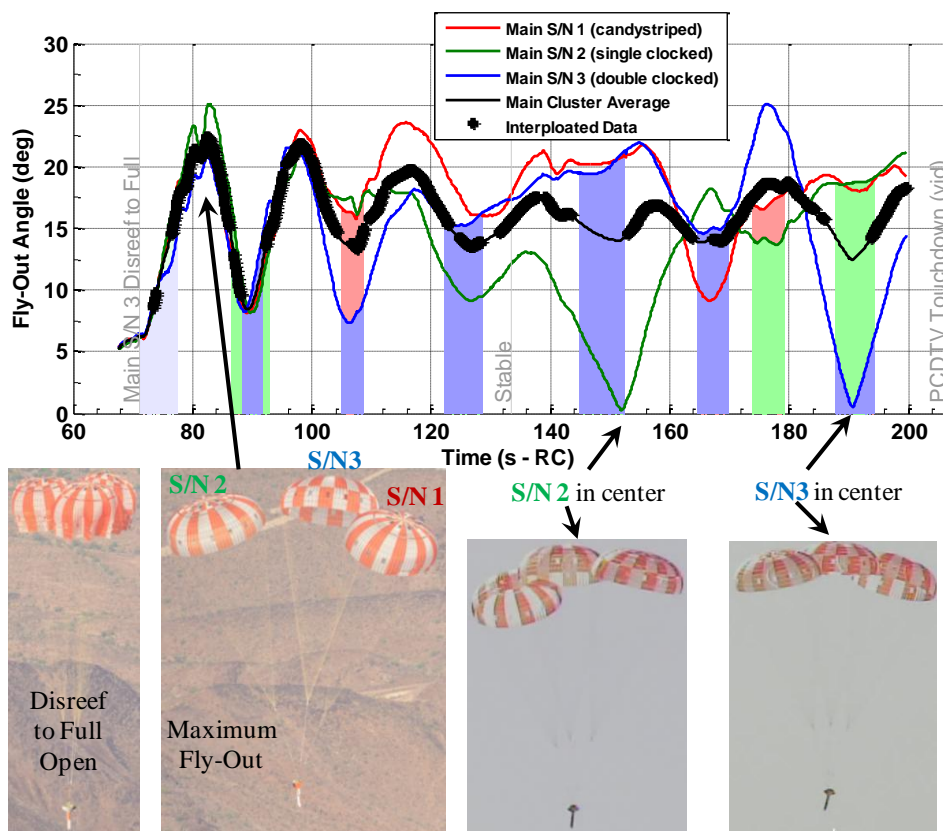 Main S/N 1 (candystriped)
Main S/N 2 (single clocked)
Main S/N 3 (double clocked)
Main Cluster Average
Interploated Data
Fly-Out Angle (deg)
30
25
20
15
10
5
0
Main S/N 3 Disreef to Full
Stable
PCDTV Touchdown (vid)
60
80
100
120
140
160
180
200
Time (s - RC)
S/N 2
S/N3
S/N 1
S/N 2 in center
S/N3 in center
Disreef
to Full
Open
Maximum
Fly-Out